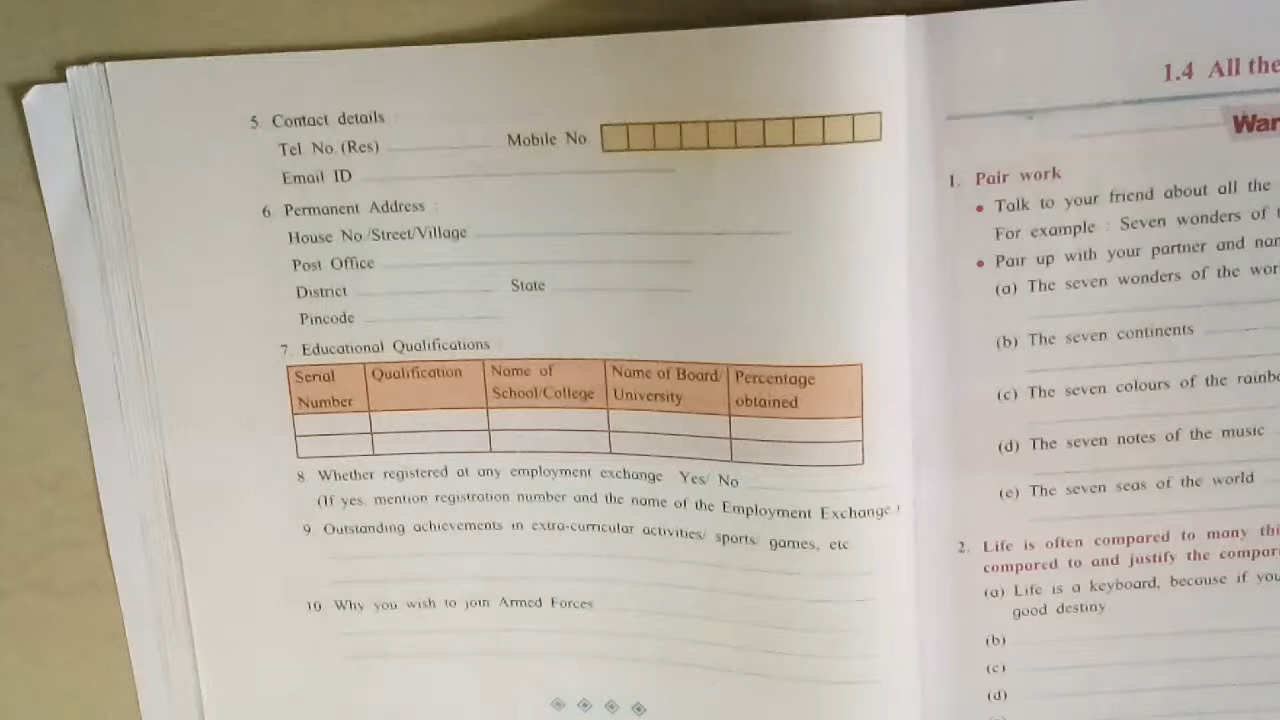 5. Contact details :
Tel. No. (Res) Mobile No.
Email ID
6. Permanent Address :
House No./Street/Village
Post Office
District State
Pincode
7. Educational Qualifications
Serial Number Qualification Name of School/College Name of Board/ University Percentage obtained
8. Whether registered at any employment exchange Yes/ No
(If yes, mention registration number and the name of the Employment Exchange.)
9. Outstanding achievements in extra-curricular activities/ sports/ games, etc.
10. Why you wish to join Armed Forces
1.4 All the
1. Pair work
• Talk to your friend about all the
For example : Seven wonders of
• Pair up with your partner and
(a) The seven wonders of the
(b) The seven continents
(c) The seven colours of the
(d) The seven notes of the music
(e) The seven seas of the world
2. Life is often compared to many
compared to and justify the
(a) Life is a keyboard, because if
good destiny.
(b)
(c)
(d)